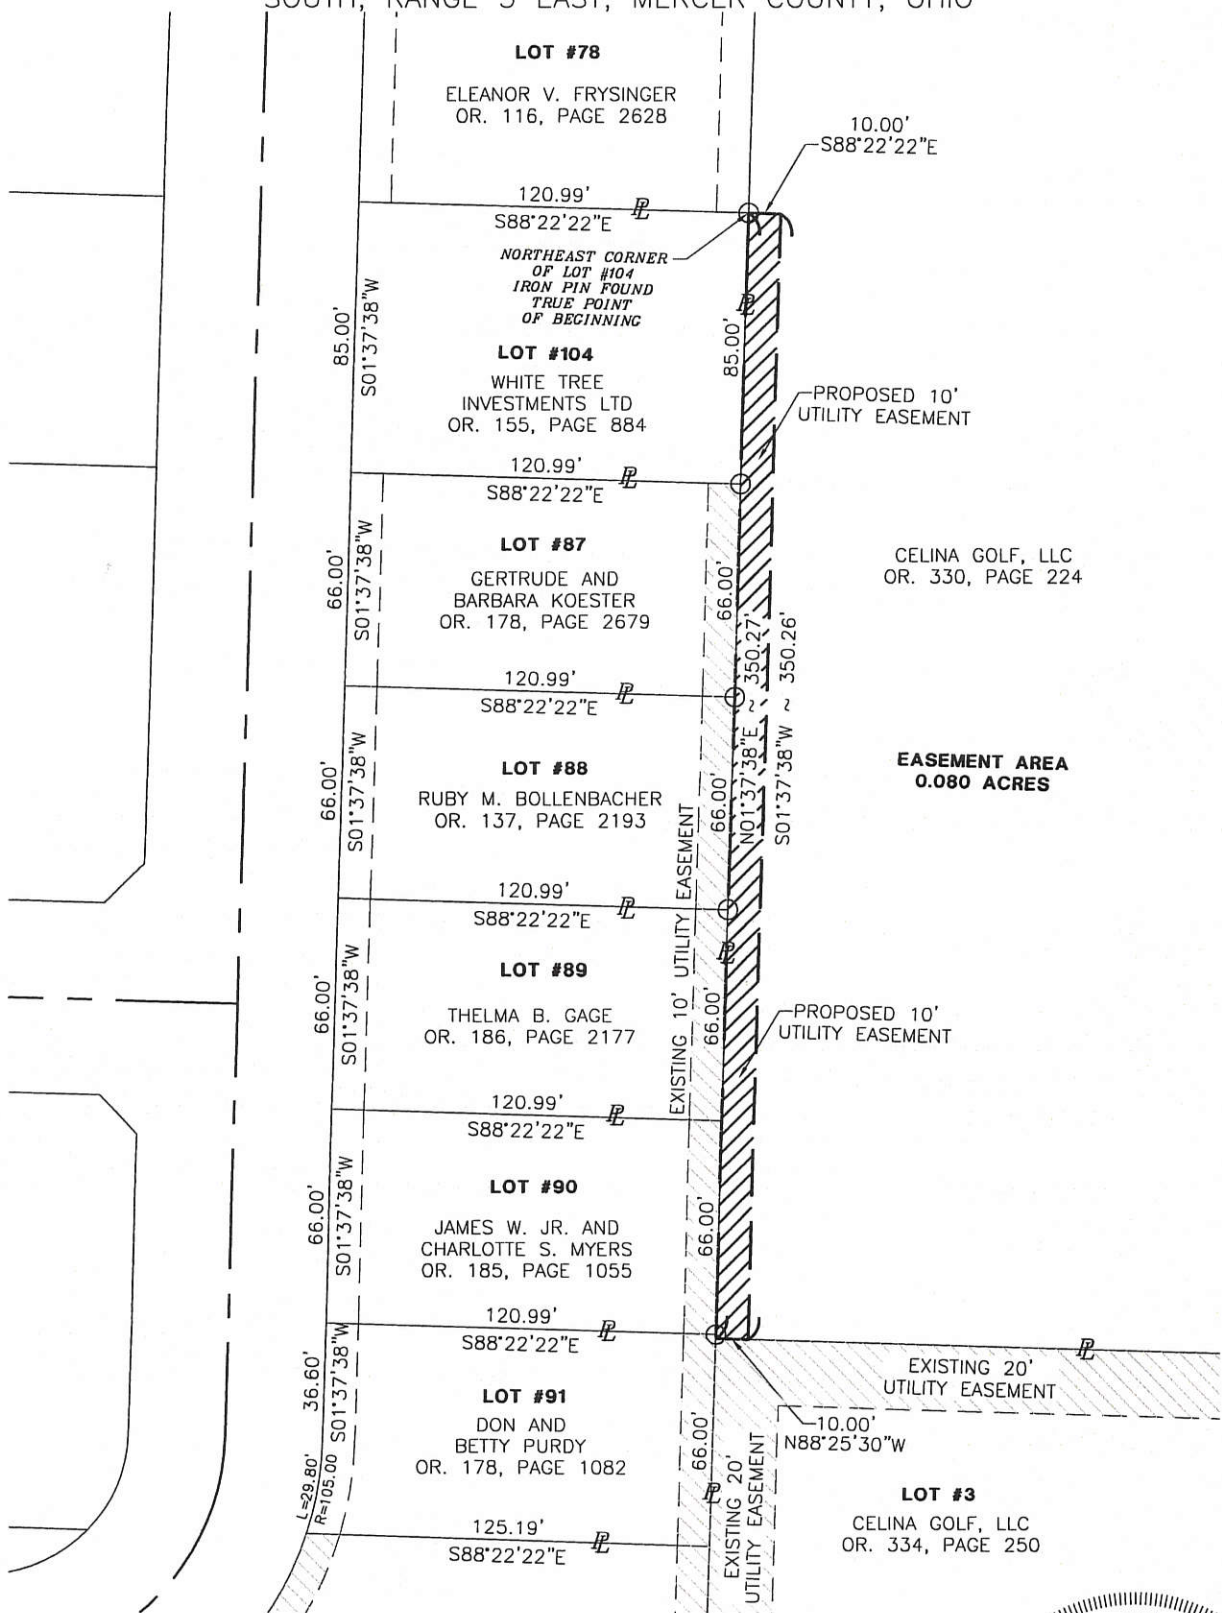 SOUTH, RANGE 3 EAST, MERCER COUNTY, OHIO
LOT #78
ELEANOR V. FRYSINGER
OR. 116, PAGE 2628
10.00'
S88°22'22"E
120.99'
PL
S88°22'22"E
NORTHEAST CORNER
OF LOT #104
IRON PIN FOUND
TRUE POINT
OF BEGINNING
85.00'
S01°37'38"W
PL
85.00'
LOT #104
WHITE TREE
INVESTMENTS LTD
OR. 155, PAGE 884
PROPOSED 10'
UTILITY EASEMENT
120.99'
PL
S88°22'22"E
66.00'
S01°37'38"W
LOT #87
GERTRUDE AND
BARBARA KOESTER
OR. 178, PAGE 2679
66.00'
CELINA GOLF, LLC
OR. 330, PAGE 224
N01°37'38"E ~ 350.27'
S01°37'38"W ~ 350.26'
120.99'
PL
S88°22'22"E
66.00'
S01°37'38"W
LOT #88
RUBY M. BOLLENBACHER
OR. 137, PAGE 2193
66.00'
EASEMENT AREA
0.080 ACRES
EXISTING 10' UTILITY EASEMENT
120.99'
PL
S88°22'22"E
PL
66.00'
S01°37'38"W
LOT #89
THELMA B. GAGE
OR. 186, PAGE 2177
66.00'
PROPOSED 10'
UTILITY EASEMENT
120.99'
PL
S88°22'22"E
66.00'
S01°37'38"W
LOT #90
JAMES W. JR. AND
CHARLOTTE S. MYERS
OR. 185, PAGE 1055
66.00'
120.99'
PL
S88°22'22"E
PL
EXISTING 20'
UTILITY EASEMENT
36.60'
S01°37'38"W
LOT #91
DON AND
BETTY PURDY
OR. 178, PAGE 1082
66.00'
10.00'
N88°25'30"W
L=29.80'
R=105.00
PL
EXISTING 20'
UTILITY EASEMENT
LOT #3
CELINA GOLF, LLC
OR. 334, PAGE 250
125.19'
PL
S88°22'22"E